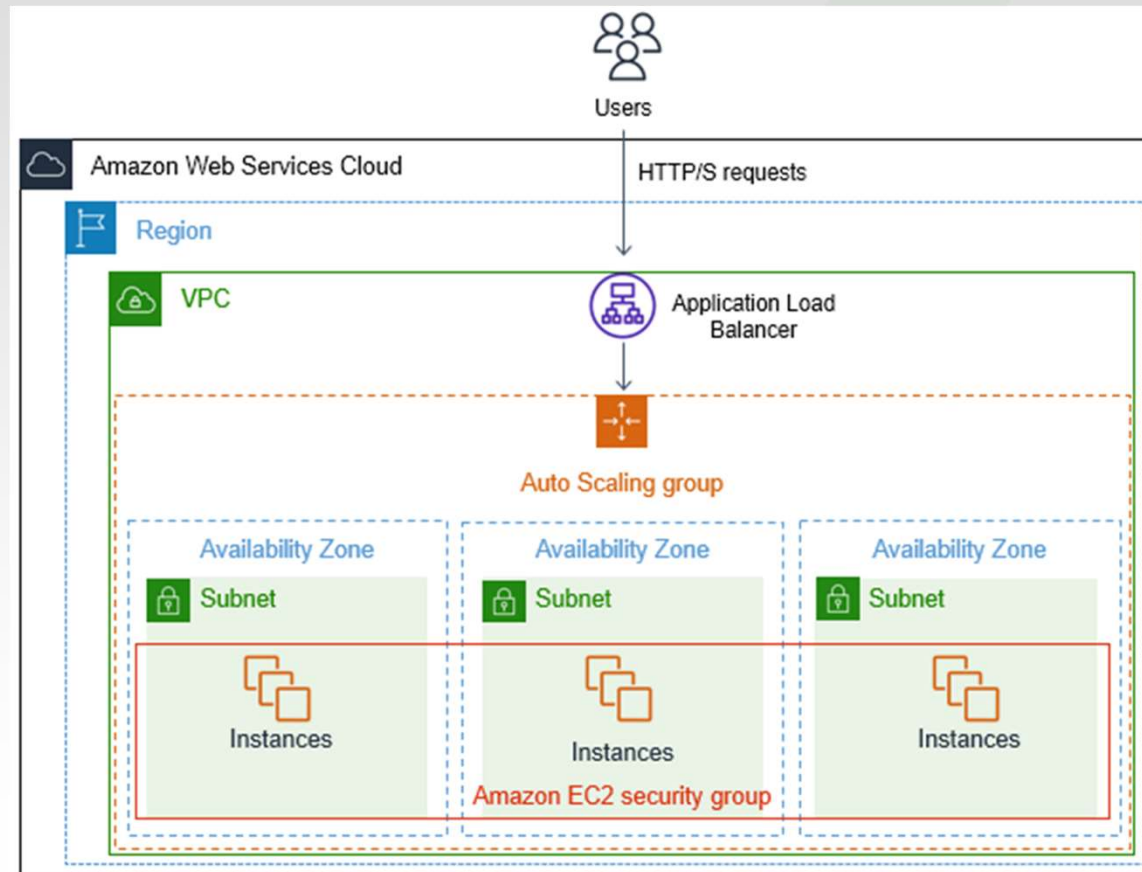 Users
Amazon Web Services Cloud
HTTP/S requests
Region
VPC
Application Load
Balancer
Auto Scaling group
Availability Zone
Availability Zone
Availability Zone
Subnet
Subnet
Subnet
Instances
Instances
Instances
Amazon EC2 security group